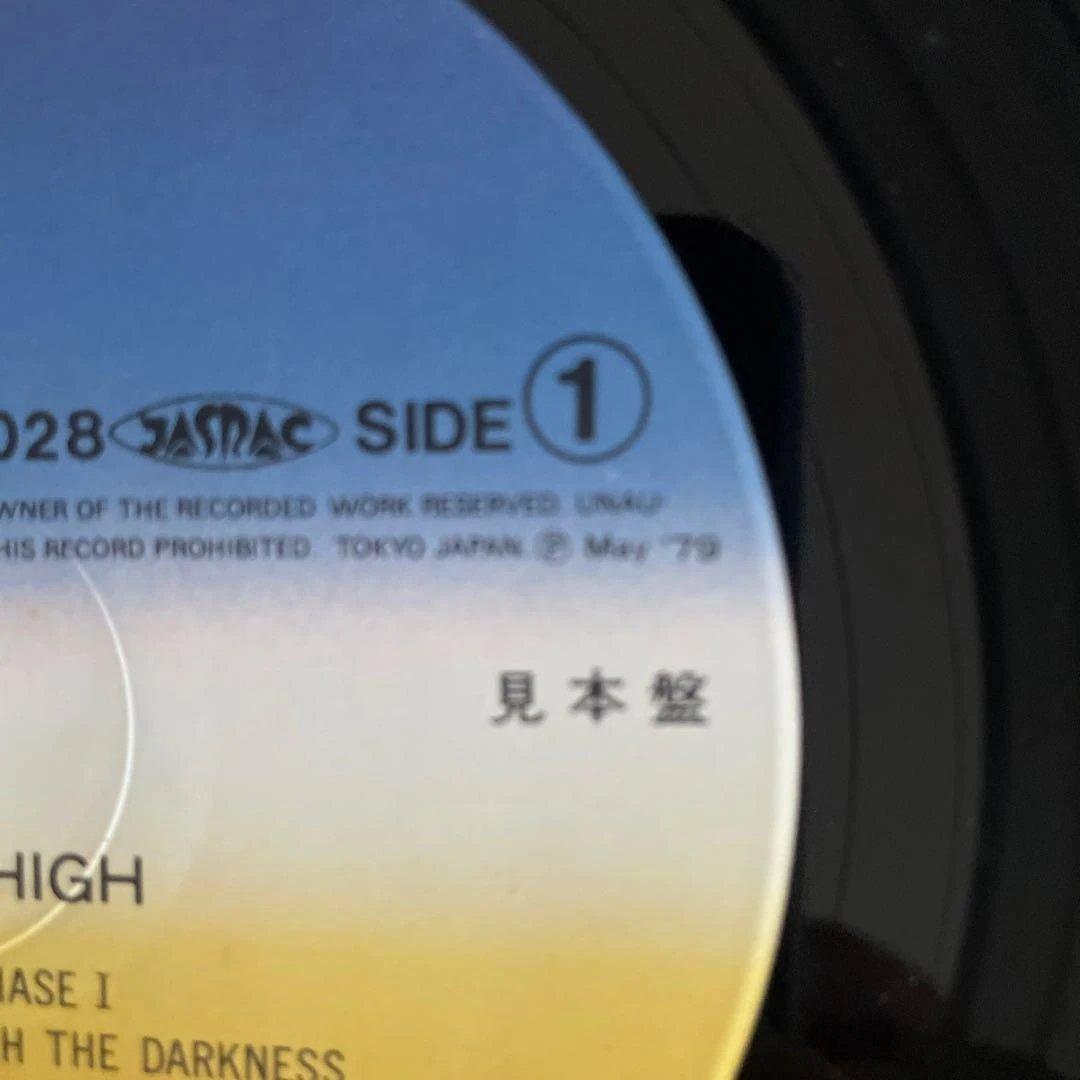 028 JASRAC SIDE 1
WNER OF THE RECORDED WORK RESERVED. UNAU
HIS RECORD PROHIBITED. TOKYO JAPAN. Ⓟ May '79
見本盤
HIGH
HASE I
H THE DARKNESS